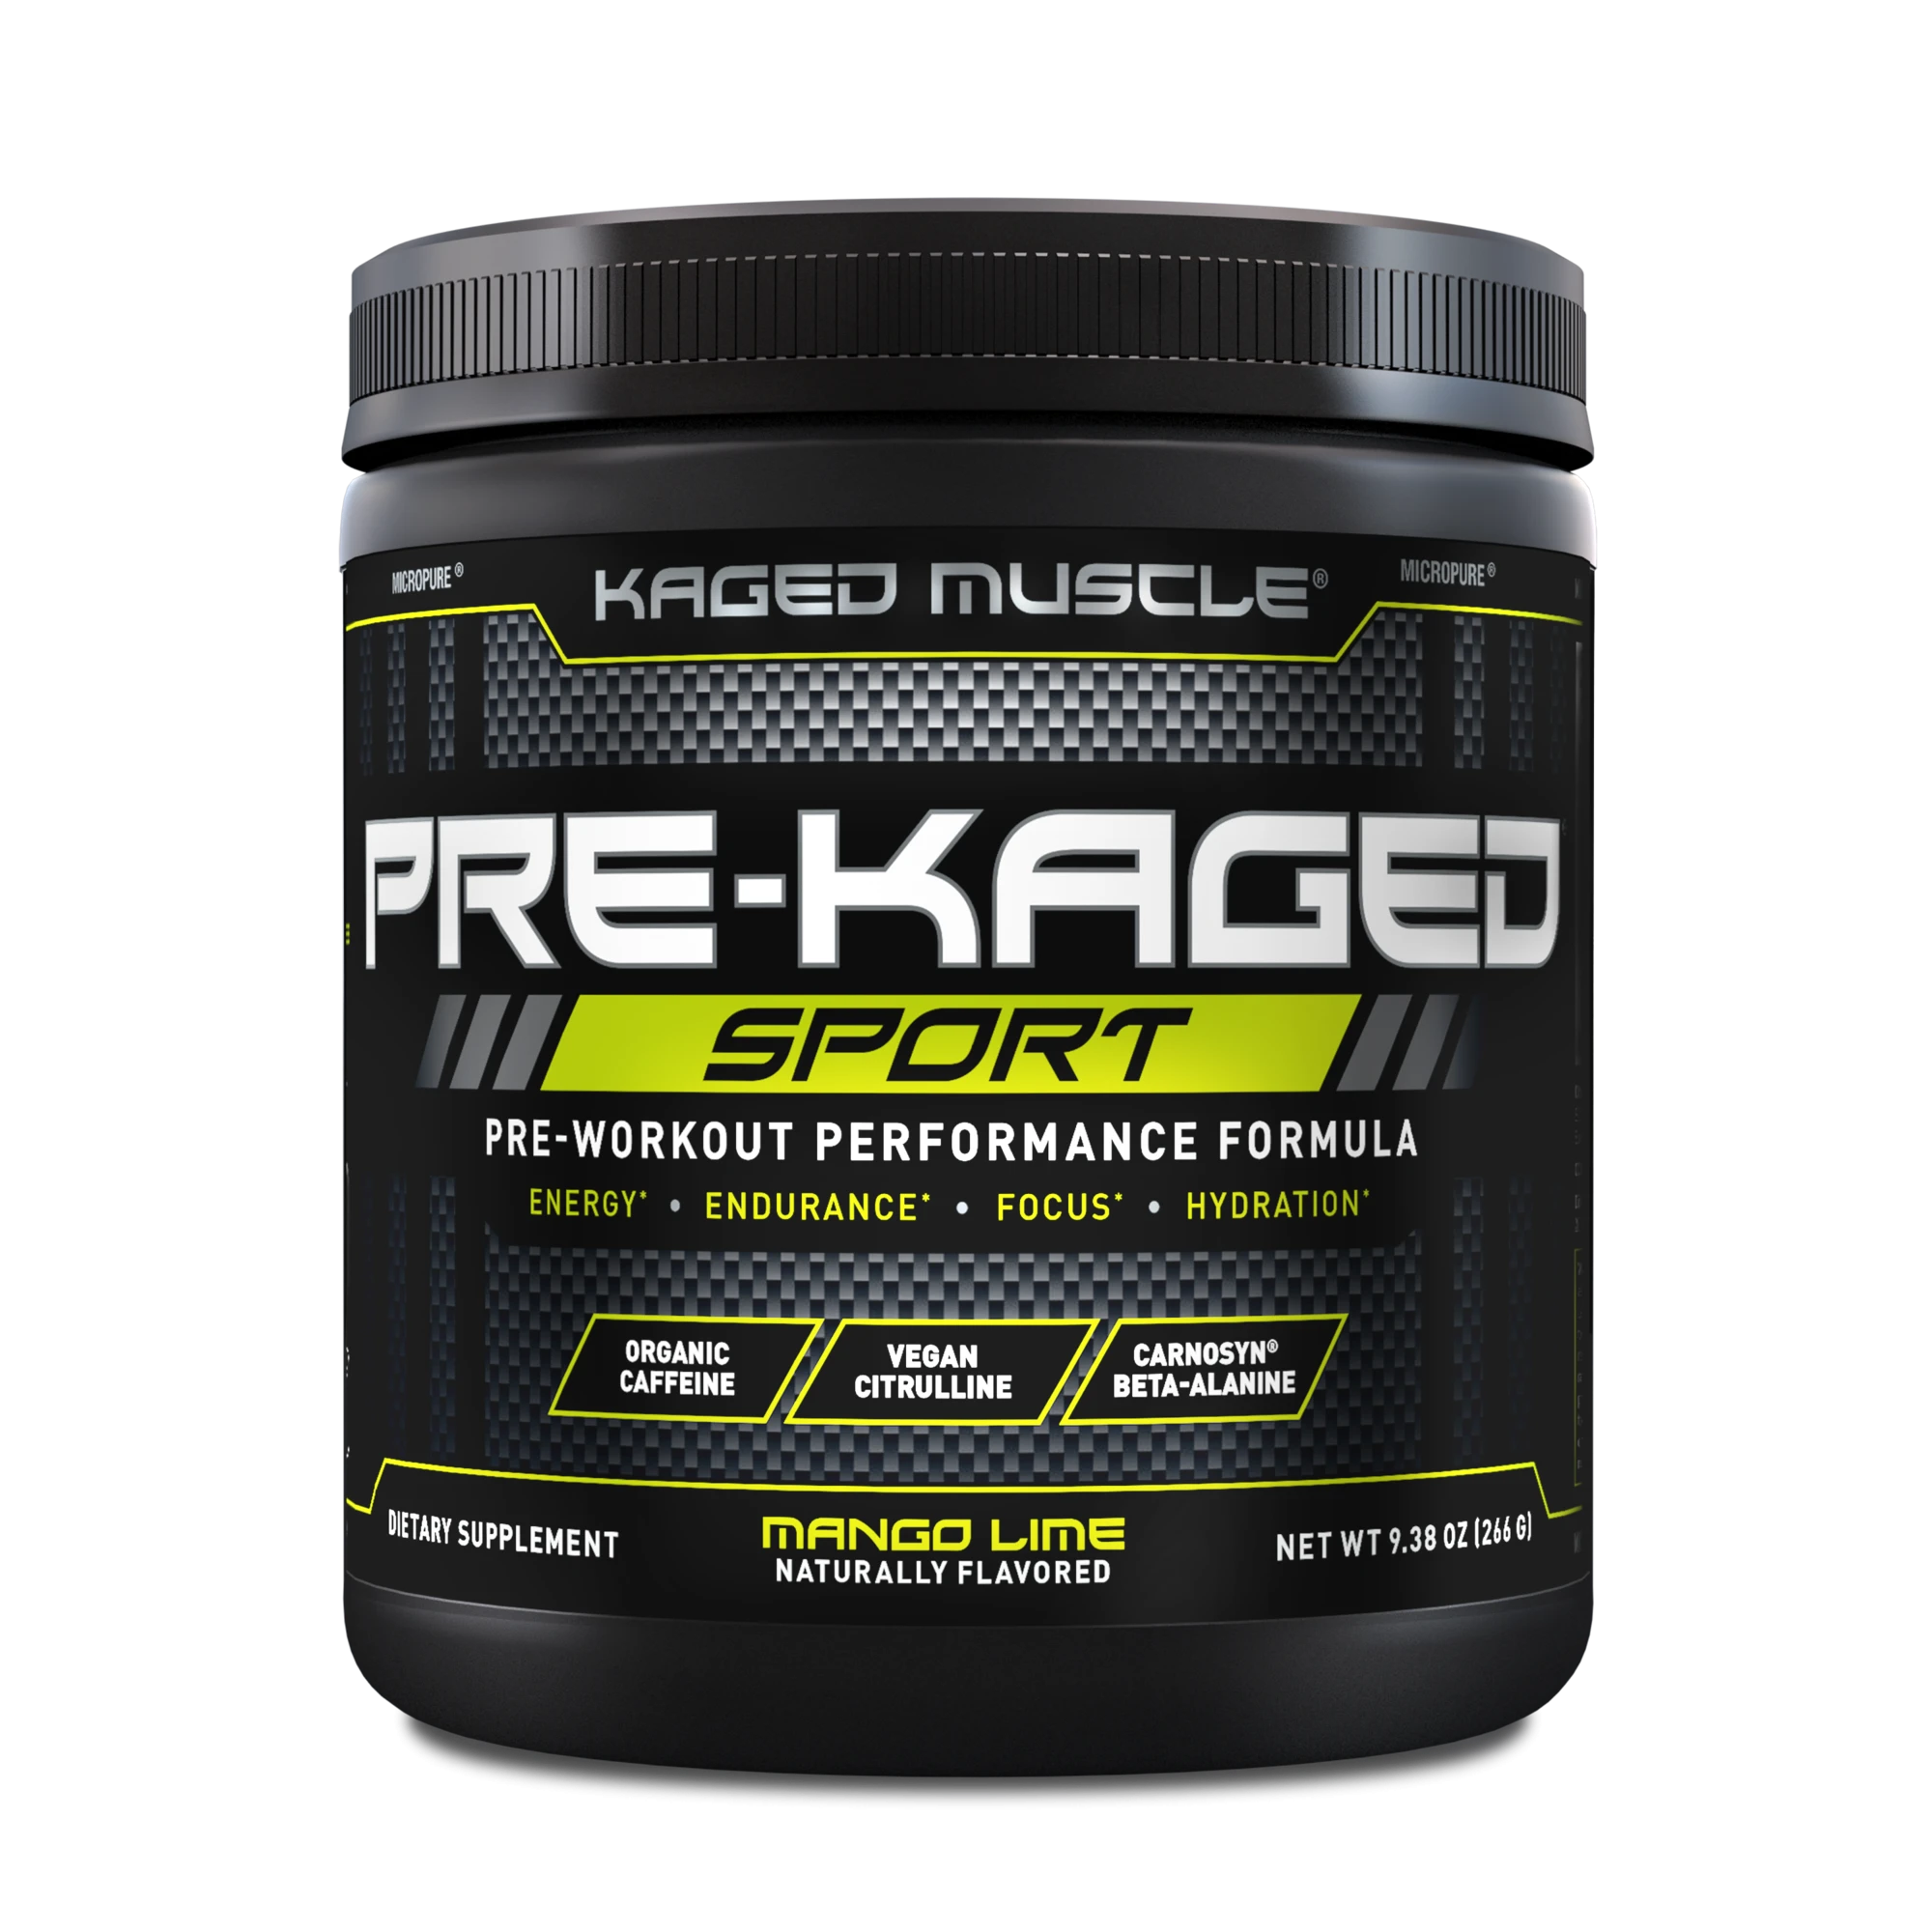 MICROPURE®
KAGED MUSCLE®
MICROPURE®
PRE-KAGED
SPORT
PRE-WORKOUT PERFORMANCE FORMULA
ENERGY* • ENDURANCE* • FOCUS* • HYDRATION*
ORGANIC
CAFFEINE
VEGAN
CITRULLINE
CARNOSYN®
BETA-ALANINE
DIETARY SUPPLEMENT
MANGO LIME
NATURALLY FLAVORED
NET WT 9.38 OZ (266 G)